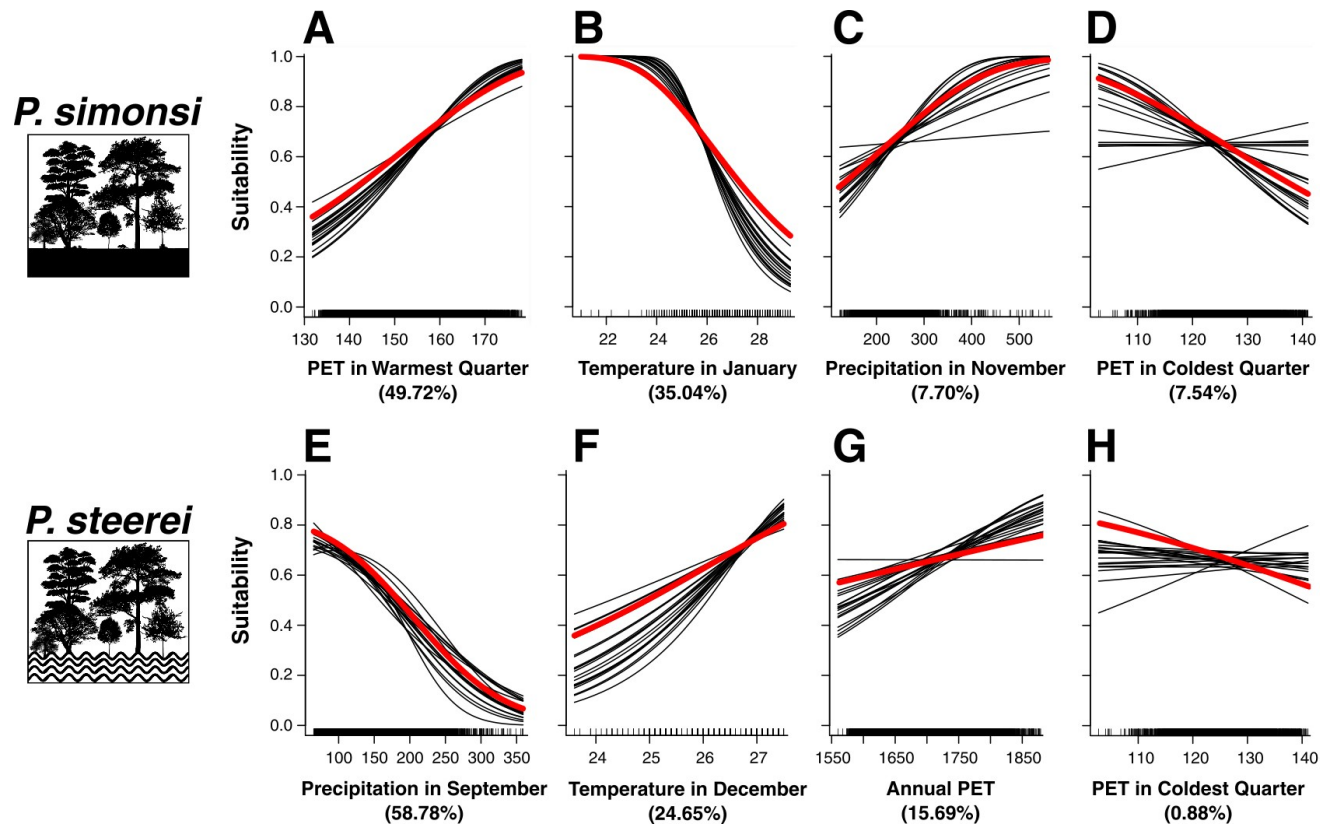 A B C D
P. simonsi
Suitability
1.0
0.8
0.6
0.4
0.2
0.0
130 140 150 160 170
22 24 26 28
200 300 400 500
110 120 130 140
PET in Warmest Quarter
(49.72%)
Temperature in January
(35.04%)
Precipitation in November
(7.70%)
PET in Coldest Quarter
(7.54%)
E F G H
P. steerei
Suitability
1.0
0.8
0.6
0.4
0.2
0.0
100 150 200 250 300 350
24 25 26 27
1550 1650 1750 1850
110 120 130 140
Precipitation in September
(58.78%)
Temperature in December
(24.65%)
Annual PET
(15.69%)
PET in Coldest Quarter
(0.88%)